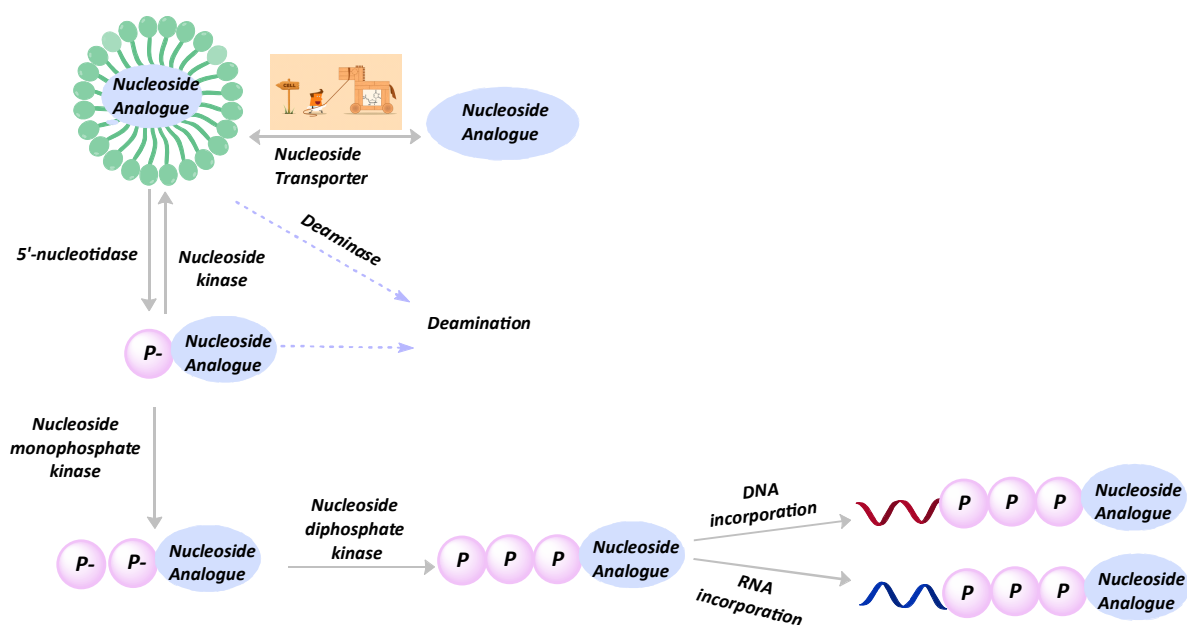 Nucleoside
Analogue
CELL
Nucleoside
Analogue
Nucleoside
Transporter
5'-nucleotidase
Nucleoside
kinase
Deaminase
Deamination
P-
Nucleoside
Analogue
Nucleoside
monophosphate
kinase
P-
P-
Nucleoside
Analogue
Nucleoside
diphosphate
kinase
P
P
P
Nucleoside
Analogue
DNA
incorporation
RNA
incorporation
P
P
P
Nucleoside
Analogue
P
P
P
Nucleoside
Analogue